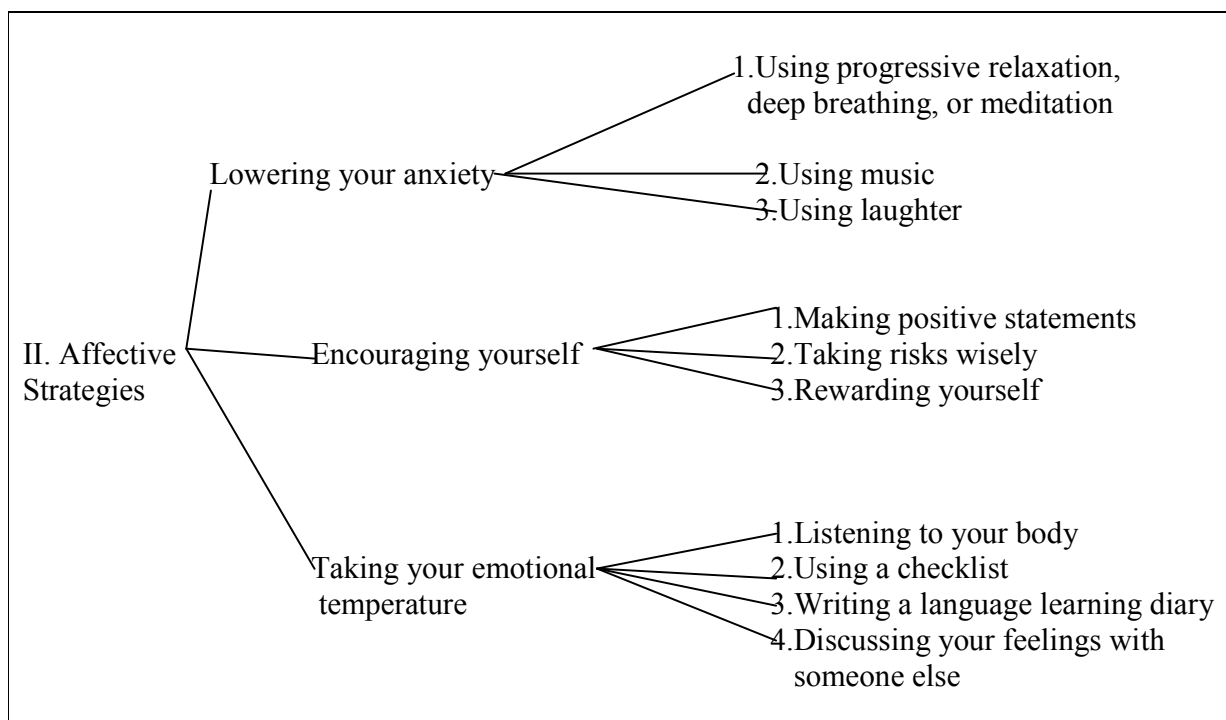 1.Using progressive relaxation,
deep breathing, or meditation
Lowering your anxiety
2.Using music
3.Using laughter
II. Affective
Strategies
Encouraging yourself
1.Making positive statements
2.Taking risks wisely
3.Rewarding yourself
Taking your emotional
temperature
1.Listening to your body
2.Using a checklist
3.Writing a language learning diary
4.Discussing your feelings with
someone else